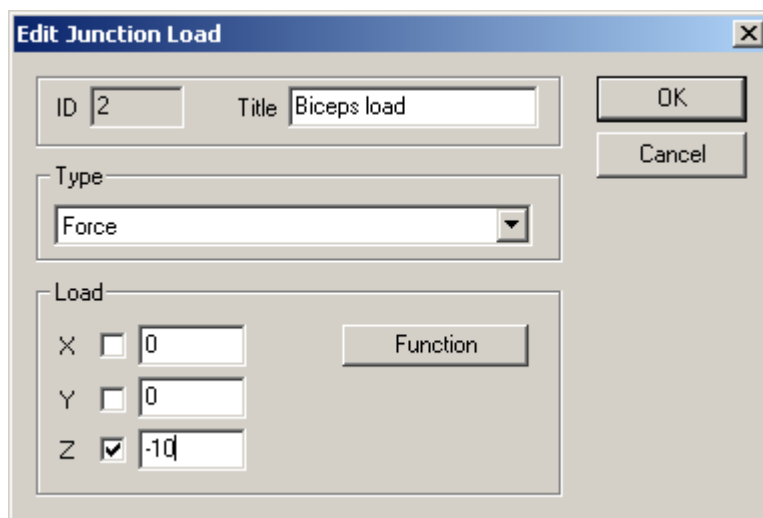 Edit Junction Load
ID 2 Title Biceps load
OK
Cancel
Type
Force
Load
X 0 Function
Y 0
Z -10